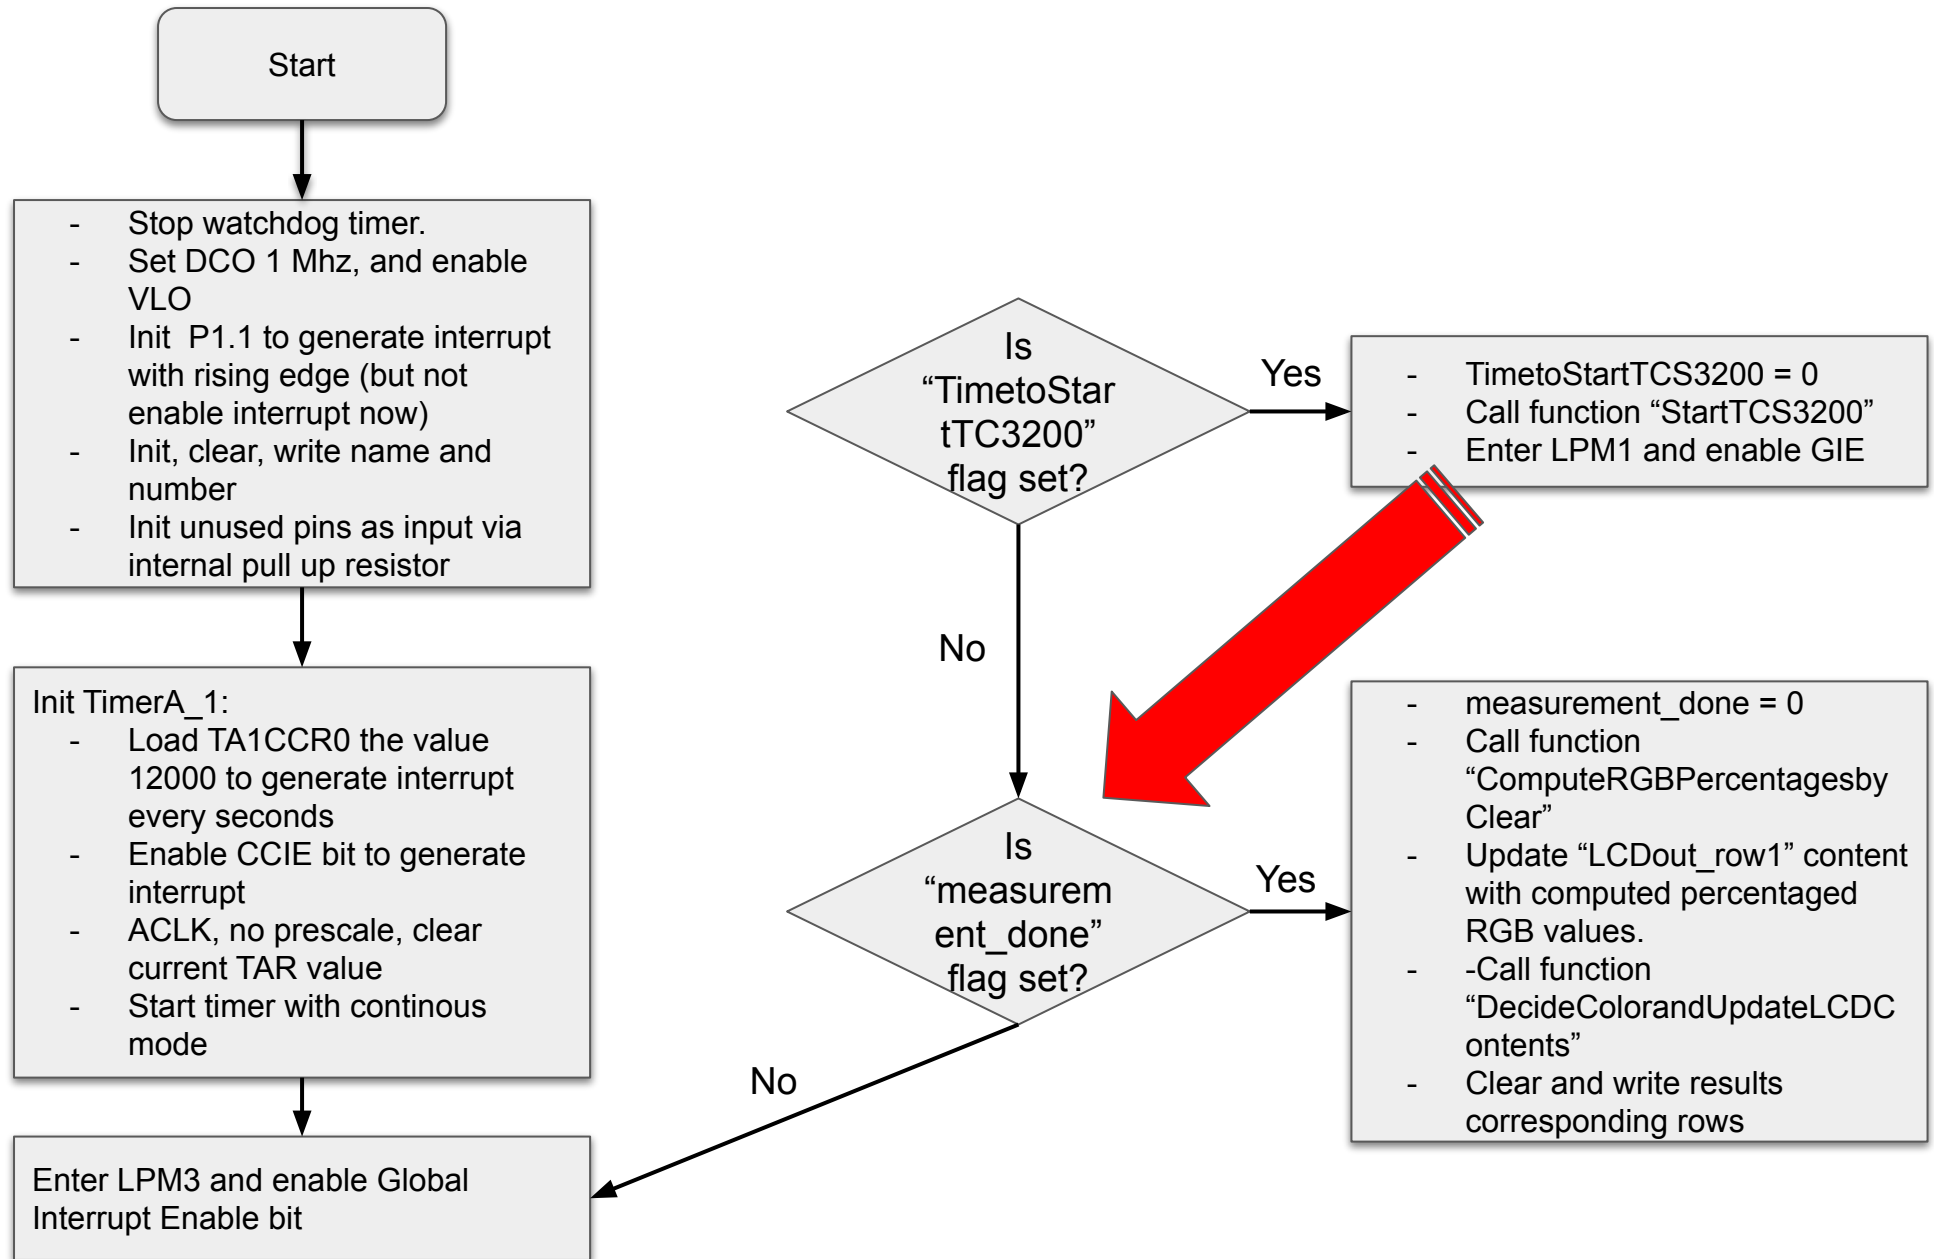 Start
- Stop watchdog timer.
- Set DCO 1 Mhz, and enable
VLO
- Init P1.1 to generate interrupt
with rising edge (but not
enable interrupt now)
- Init, clear, write name and
number
- Init unused pins as input via
internal pull up resistor
Init TimerA_1:
- Load TA1CCR0 the value
12000 to generate interrupt
every seconds
- Enable CCIE bit to generate
interrupt
- ACLK, no prescale, clear
current TAR value
- Start timer with continous
mode
Enter LPM3 and enable Global
Interrupt Enable bit
Is
“TimetoStar
tTC3200”
flag set?
Yes
- TimetoStartTCS3200 = 0
- Call function “StartTCS3200”
- Enter LPM1 and enable GIE
No
Is
“measurem
ent_done”
flag set?
Yes
- measurement_done = 0
- Call function
“ComputeRGBPercentagesby
Clear”
- Update “LCDout_row1” content
with computed percentaged
RGB values.
- -Call function
“DecideColorandUpdateLCDC
ontents”
- Clear and write results
corresponding rows
No